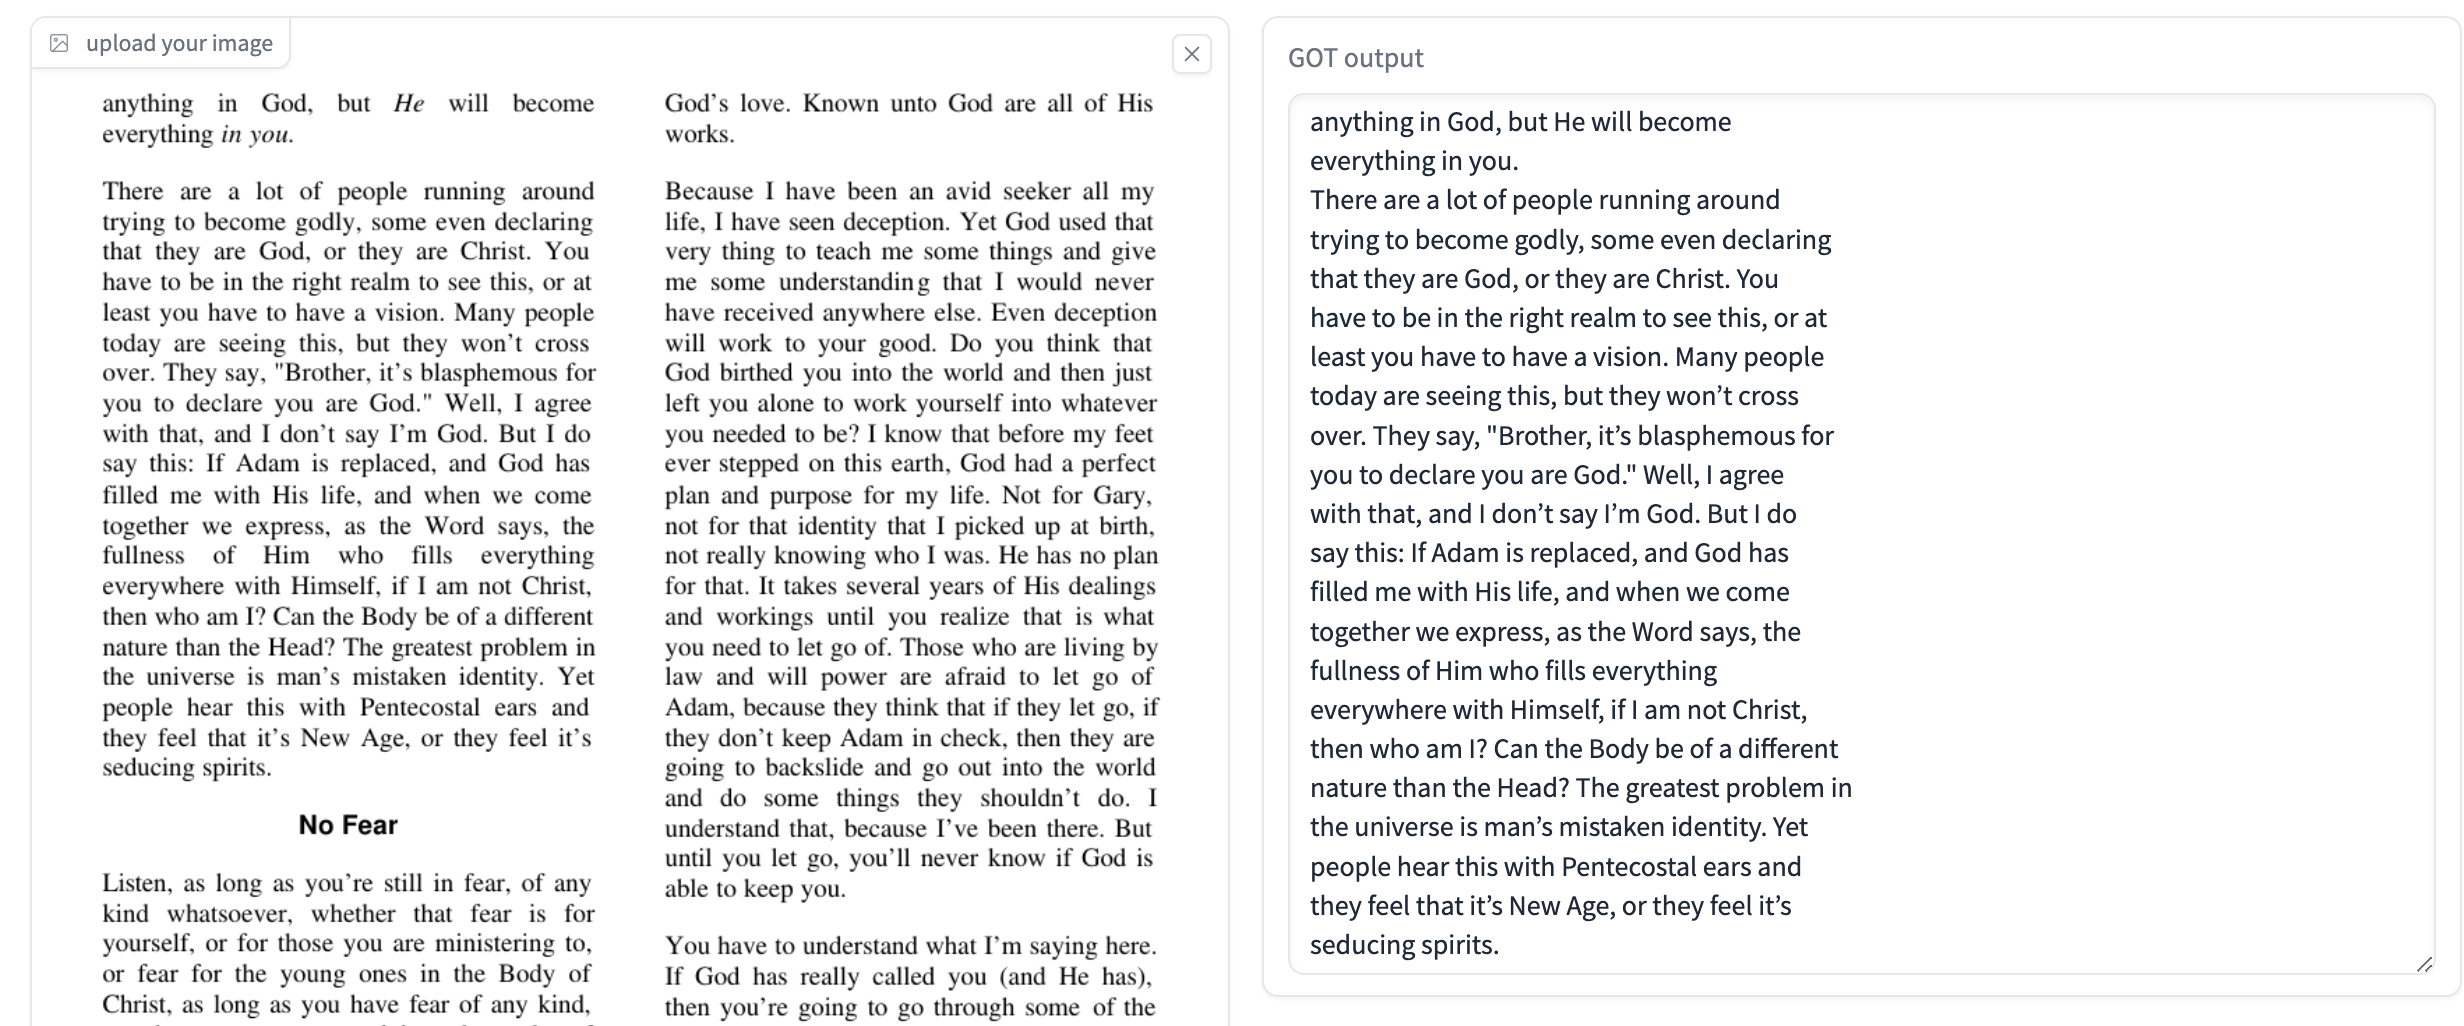 upload your image
anything in God, but He will become
everything in you.
There are a lot of people running around
trying to become godly, some even declaring
that they are God, or they are Christ. You
have to be in the right realm to see this, or at
least you have to have a vision. Many people
today are seeing this, but they won’t cross
over. They say, "Brother, it’s blasphemous for
you to declare you are God." Well, I agree
with that, and I don’t say I’m God. But I do
say this: If Adam is replaced, and God has
filled me with His life, and when we come
together we express, as the Word says, the
fullness of Him who fills everything
everywhere with Himself, if I am not Christ,
then who am I? Can the Body be of a different
nature than the Head? The greatest problem in
the universe is man’s mistaken identity. Yet
people hear this with Pentecostal ears and
they feel that it’s New Age, or they feel it’s
seducing spirits.
No Fear
Listen, as long as you’re still in fear, of any
kind whatsoever, whether that fear is for
yourself, or for those you are ministering to,
or fear for the young ones in the Body of
Christ, as long as you have fear of any kind,
God’s love. Known unto God are all of His
works.
Because I have been an avid seeker all my
life, I have seen deception. Yet God used that
very thing to teach me some things and give
me some understanding that I would never
have received anywhere else. Even deception
will work to your good. Do you think that
God birthed you into the world and then just
left you alone to work yourself into whatever
you needed to be? I know that before my feet
ever stepped on this earth, God had a perfect
plan and purpose for my life. Not for Gary,
not for that identity that I picked up at birth,
not really knowing who I was. He has no plan
for that. It takes several years of His dealings
and workings until you realize that is what
you need to let go of. Those who are living by
law and will power are afraid to let go of
Adam, because they think that if they let go, if
they don’t keep Adam in check, then they are
going to backslide and go out into the world
and do some things they shouldn’t do. I
understand that, because I’ve been there. But
until you let go, you’ll never know if God is
able to keep you.
You have to understand what I’m saying here.
If God has really called you (and He has),
then you’re going to go through some of the
GOT output
anything in God, but He will become
everything in you.
There are a lot of people running around
trying to become godly, some even declaring
that they are God, or they are Christ. You
have to be in the right realm to see this, or at
least you have to have a vision. Many people
today are seeing this, but they won’t cross
over. They say, "Brother, it’s blasphemous for
you to declare you are God." Well, I agree
with that, and I don’t say I’m God. But I do
say this: If Adam is replaced, and God has
filled me with His life, and when we come
together we express, as the Word says, the
fullness of Him who fills everything
everywhere with Himself, if I am not Christ,
then who am I? Can the Body be of a different
nature than the Head? The greatest problem in
the universe is man’s mistaken identity. Yet
people hear this with Pentecostal ears and
they feel that it’s New Age, or they feel it’s
seducing spirits.